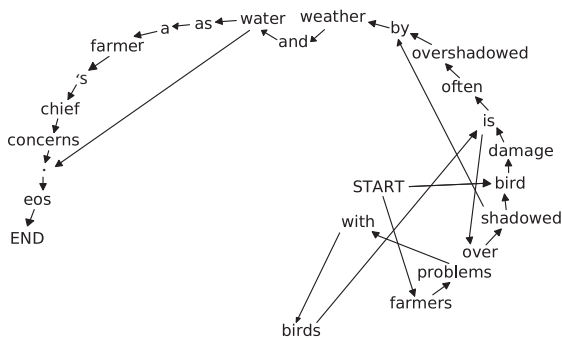 weather
water
as
a
and
by
farmer
overshadowed
's
often
chief
is
concerns
damage
.
START
bird
eos
with
shadowed
END
over
problems
farmers
birds